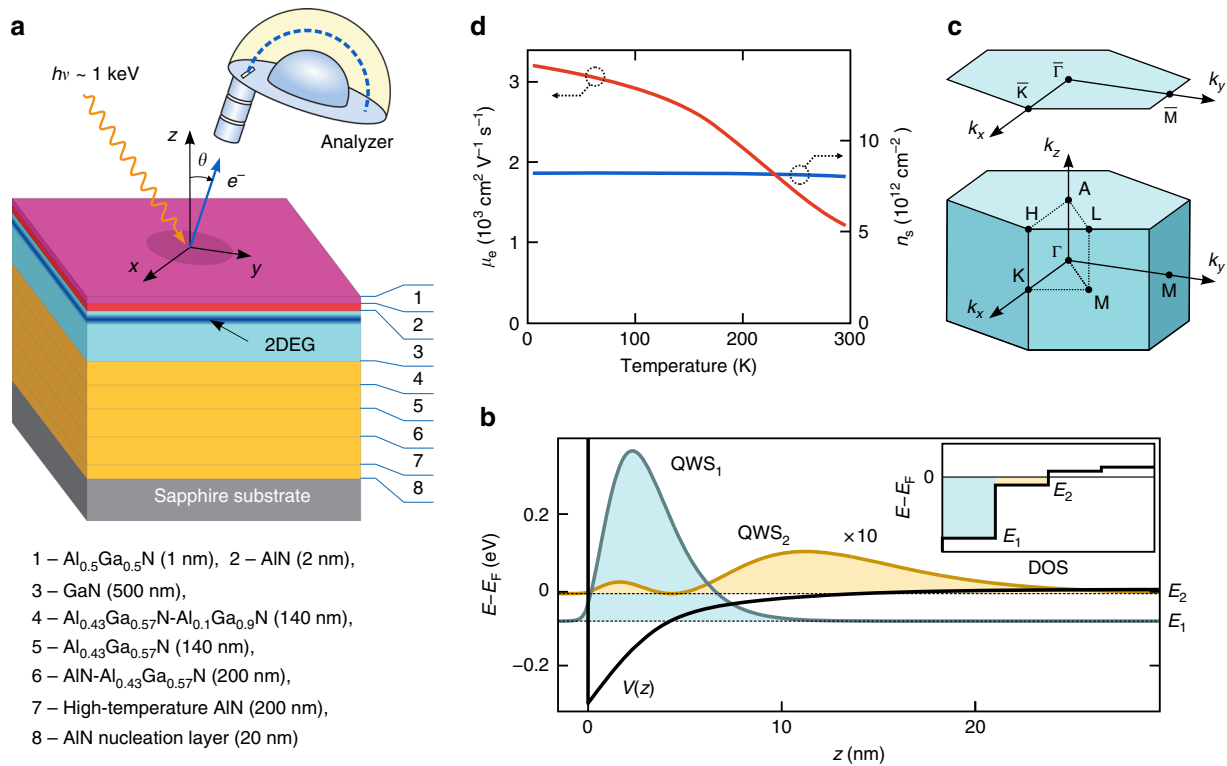 a
hν ~ 1 keV
Analyzer
z
θ
e–
x
y
2DEG
1
2
3
4
5
6
7
8
Sapphire substrate
1 – Al0.5Ga0.5N (1 nm), 2 – AlN (2 nm),
3 – GaN (500 nm),
4 – Al0.43Ga0.57N-Al0.1Ga0.9N (140 nm),
5 – Al0.43Ga0.57N (140 nm),
6 – AlN-Al0.43Ga0.57N (200 nm),
7 – High-temperature AlN (200 nm),
8 – AlN nucleation layer (20 nm)
d
3
2
1
0
μe (10³ cm² V–1 s–1)
10
5
0
ns (10¹² cm–2)
0
100
200
300
Temperature (K)
c
Γ̅
K̅
M̅
kx
ky
kz
A
H
L
Γ
K
M
M
kx
ky
b
QWS1
QWS2
×10
0
E–EF
E1
E2
DOS
0.2
0
–0.2
E–EF (eV)
E2
E1
V(z)
0
10
20
z (nm)